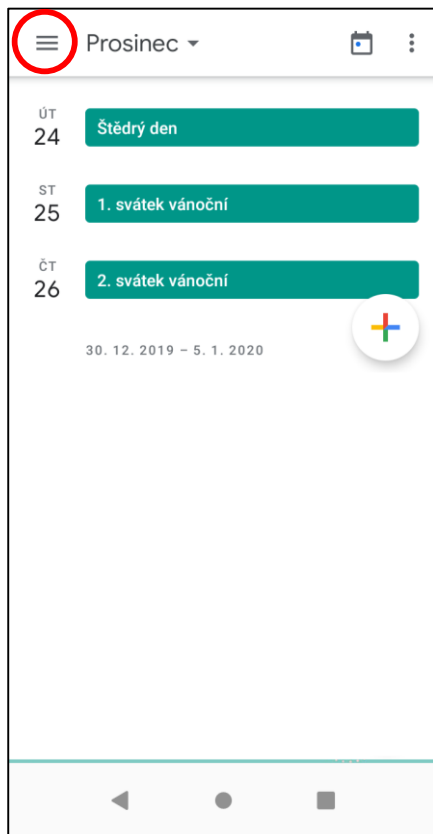 Prosinec
ÚT
24
Štědrý den
ST
25
1. svátek vánoční
ČT
26
2. svátek vánoční
30. 12. 2019 – 5. 1. 2020